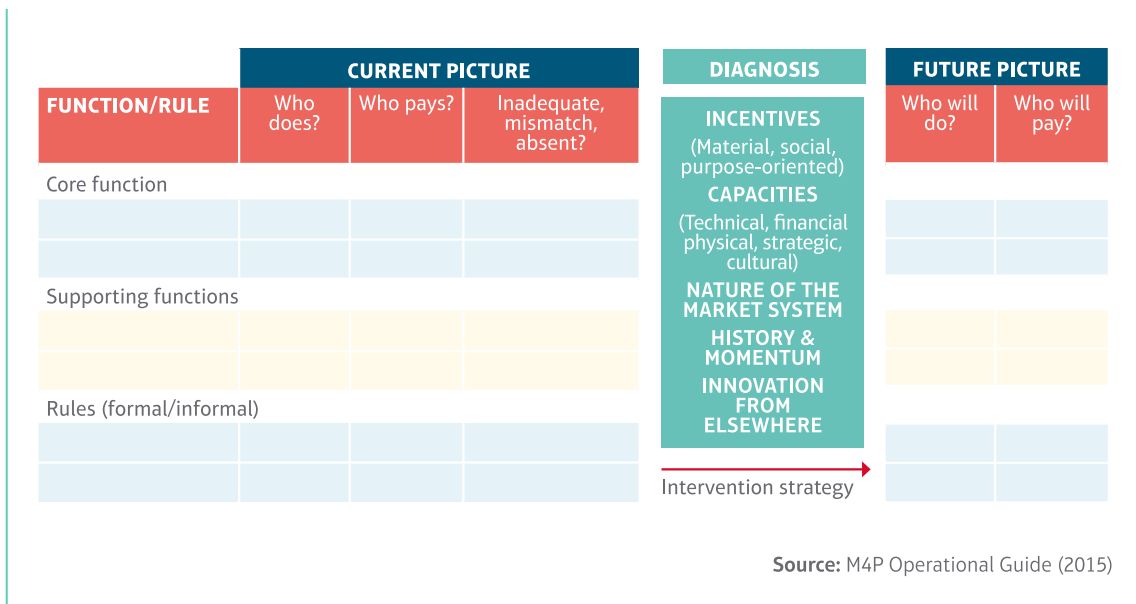 CURRENT PICTURE
DIAGNOSIS
FUTURE PICTURE
FUNCTION/RULE
Who
does?
Who pays?
Inadequate,
mismatch,
absent?
INCENTIVES
(Material, social,
purpose-oriented)
CAPACITIES
(Technical, financial
physical, strategic,
cultural)
NATURE OF THE
MARKET SYSTEM
HISTORY &
MOMENTUM
INNOVATION
FROM
ELSEWHERE
Who will
do?
Who will
pay?
Core function
Supporting functions
Rules (formal/informal)
Intervention strategy
Source: M4P Operational Guide (2015)